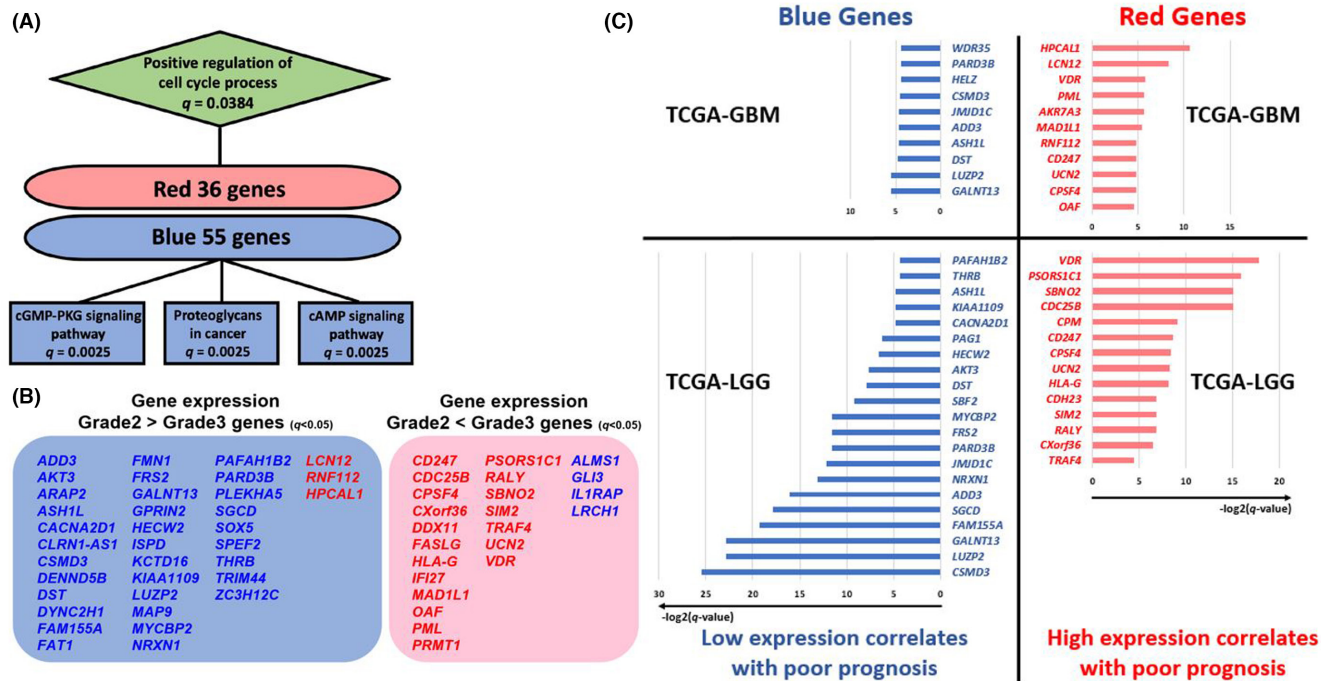 (A)
Positive regulation of
cell cycle process
q = 0.0384
Red 36 genes
Blue 55 genes
cGMP-PKG signaling
pathway
q = 0.0025
Proteoglycans
in cancer
q = 0.0025
cAMP signaling
pathway
q = 0.0025
(B)
Gene expression
Grade2 > Grade3 genes (q<0.05)
ADD3 FMN1 PAFAH1B2 LCN12
AKT3 FRS2 PARD3B RNF112
ARAP2 GALNT13 PLEKHA5 HPCAL1
ASH1L GPRIN2 SGCD
CACNA2D1 HECW2 SOX5
CLRN1-AS1 ISPD SPEF2
CSMD3 KCTD16 THRB
DENND5B KIAA1109 TRIM44
DST LUZP2 ZC3H12C
DYNC2H1 MAP9
FAM155A MYCBP2
FAT1 NRXN1
Gene expression
Grade2 < Grade3 genes (q<0.05)
CD247 PSORS1C1 ALMS1
CDC25B RALY GLI3
CPSF4 SBNO2 IL1RAP
CXorf36 SIM2 LRCH1
DDX11 TRAF4
FASLG UCN2
HLA-G VDR
IFI27
MAD1L1
OAF
PML
PRMT1
(C)
Blue Genes
TCGA-GBM
WDR35
PARD3B
HELZ
CSMD3
JMJD1C
ADD3
ASH1L
DST
LUZP2
GALNT13
10 5 0
Red Genes
HPCAL1
LCN12
VDR
PML
AKR7A3
MAD1L1
RNF112
CD247
UCN2
CPSF4
OAF
TCGA-GBM
0 5 10 15
TCGA-LGG
PAFAH1B2
THRB
ASH1L
KIAA1109
CACNA2D1
PAG1
HECW2
AKT3
DST
SBF2
MYCBP2
FRS2
PARD3B
JMJD1C
NRXN1
ADD3
SGCD
FAM155A
GALNT13
LUZP2
CSMD3
30 25 20 15 10 5 0
-log2(q-value)
Low expression correlates
with poor prognosis
VDR
PSORS1C1
SBNO2
CDC25B
CPM
CD247
CPSF4
UCN2
HLA-G
CDH23
SIM2
RALY
CXorf36
TRAF4
TCGA-LGG
0 5 10 15 20
-log2(q-value)
High expression correlates
with poor prognosis